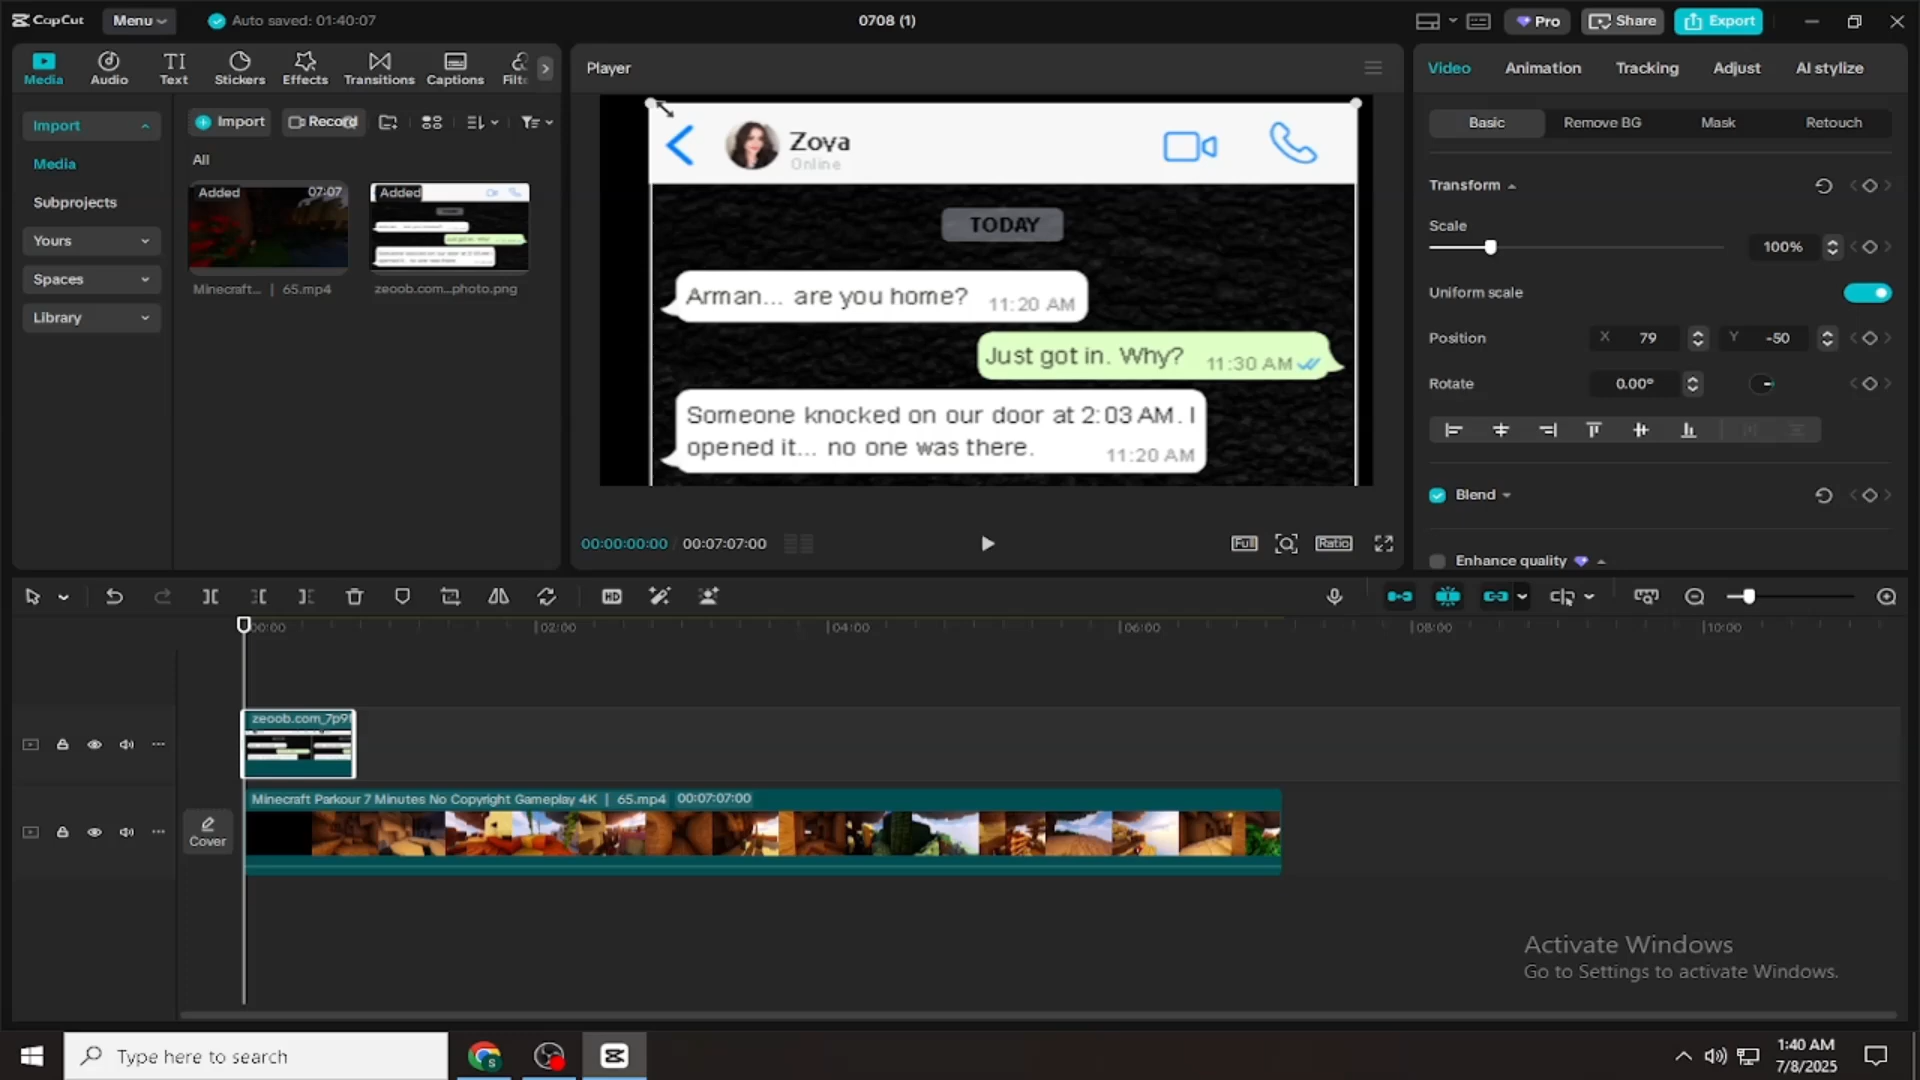 CapCut
Menu
Auto saved: 01:40:07
0708 (1)
Pro
Share
Export
Media
Audio
Text
Stickers
Effects
Transitions
Captions
Filt
Import
Media
Subprojects
Yours
Spaces
Library
Import
Record
All
Added
07:07
Minecraft... | 65.mp4
Added
zeoob.com...photo.png
Player
Zoya
Online
TODAY
Arman... are you home? 11:20 AM
Just got in. Why? 11:30 AM
Someone knocked on our door at 2:03 AM. I
opened it... no one was there. 11:20 AM
00:00:00:00 / 00:07:07:00
Full
Ratio
Video
Animation
Tracking
Adjust
AI stylize
Basic
Remove BG
Mask
Retouch
Transform
Scale
100%
Uniform scale
Position
X 79
Y -50
Rotate
0.00°
Blend
Enhance quality
00:00
02:00
04:00
06:00
08:00
10:00
zeoob.com_7p9
Cover
Minecraft Parkour 7 Minutes No Copyright Gameplay 4K | 65.mp4 00:07:07:00
Activate Windows
Go to Settings to activate Windows.
Type here to search
1:40 AM
7/8/2025